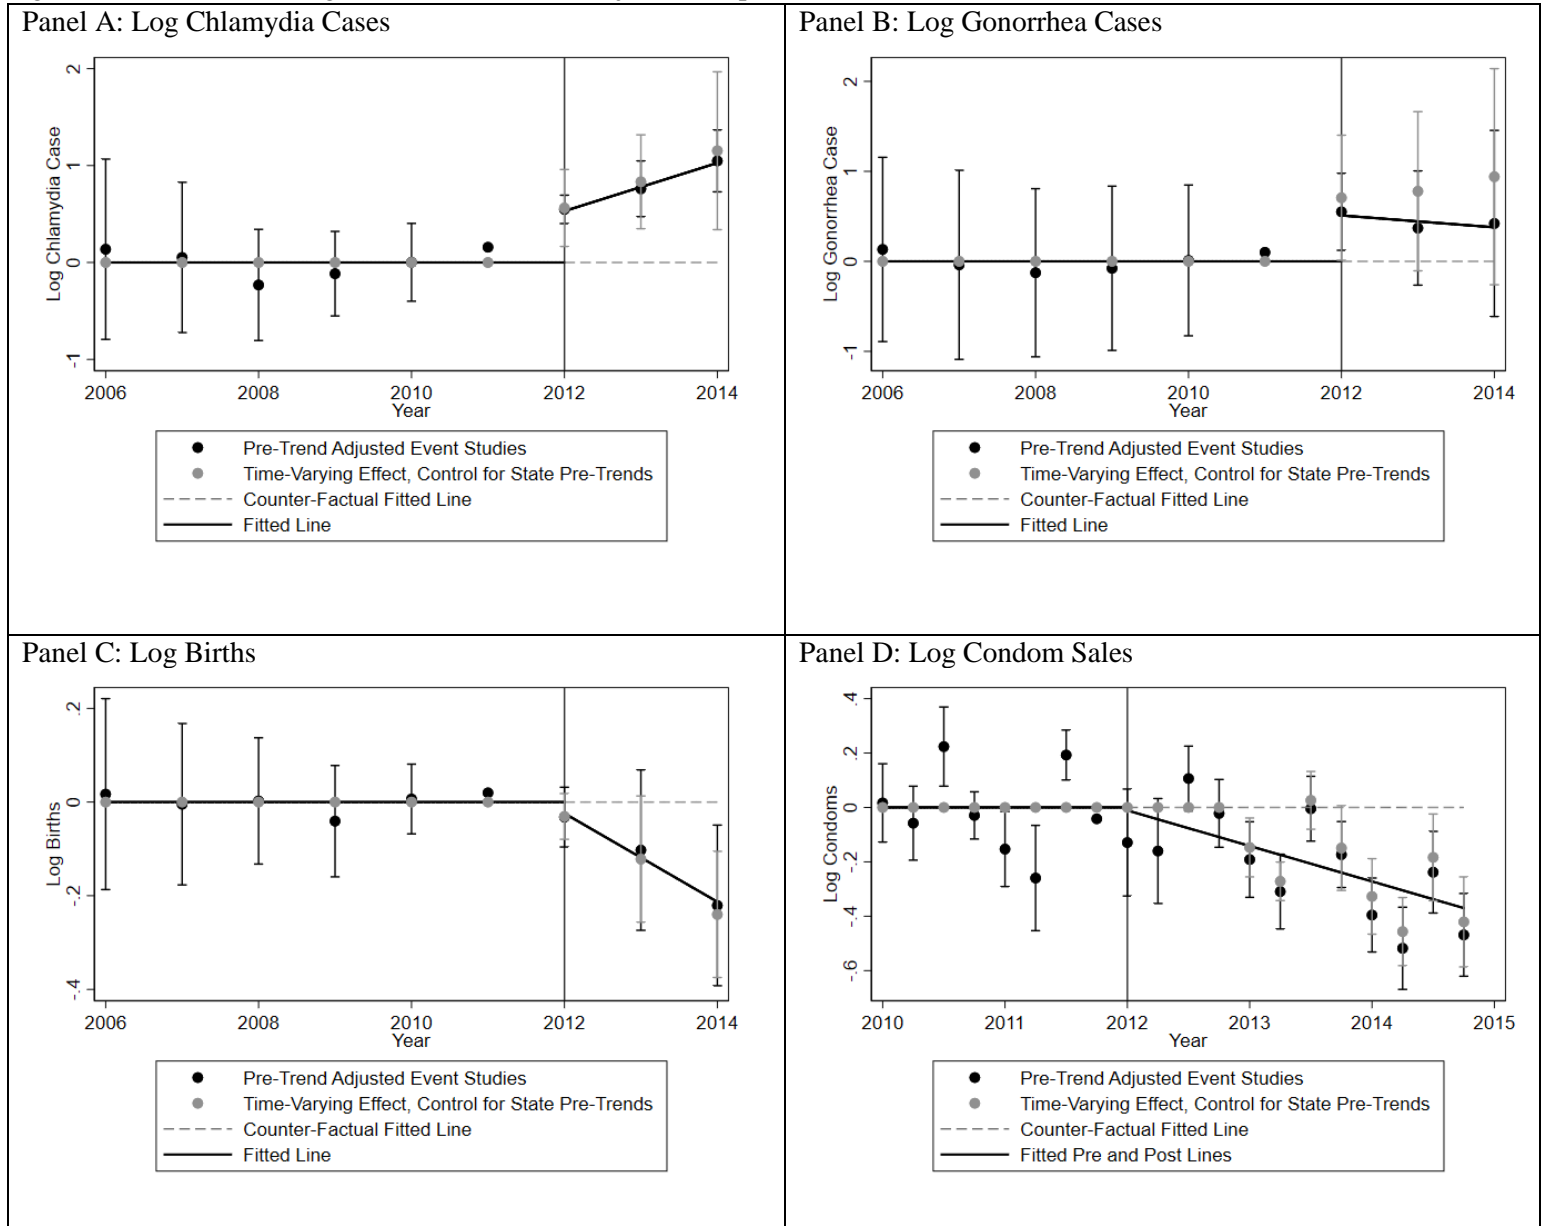 Panel A: Log Chlamydia Cases
2
1
0
-1
Log Chlamydia Case
2006 2008 2010 2012 2014
Year
Pre-Trend Adjusted Event Studies
Time-Varying Effect, Control for State Pre-Trends
Counter-Factual Fitted Line
Fitted Line
Panel B: Log Gonorrhea Cases
2
1
0
-1
Log Gonorrhea Case
2006 2008 2010 2012 2014
Year
Pre-Trend Adjusted Event Studies
Time-Varying Effect, Control for State Pre-Trends
Counter-Factual Fitted Line
Fitted Line
Panel C: Log Births
.2
0
-.2
-.4
Log Births
2006 2008 2010 2012 2014
Year
Pre-Trend Adjusted Event Studies
Time-Varying Effect, Control for State Pre-Trends
Counter-Factual Fitted Line
Fitted Line
Panel D: Log Condom Sales
.4
.2
0
-.2
-.4
-.6
Log Condoms
2010 2011 2012 2013 2014 2015
Year
Pre-Trend Adjusted Event Studies
Time-Varying Effect, Control for State Pre-Trends
Counter-Factual Fitted Line
Fitted Pre and Post Lines